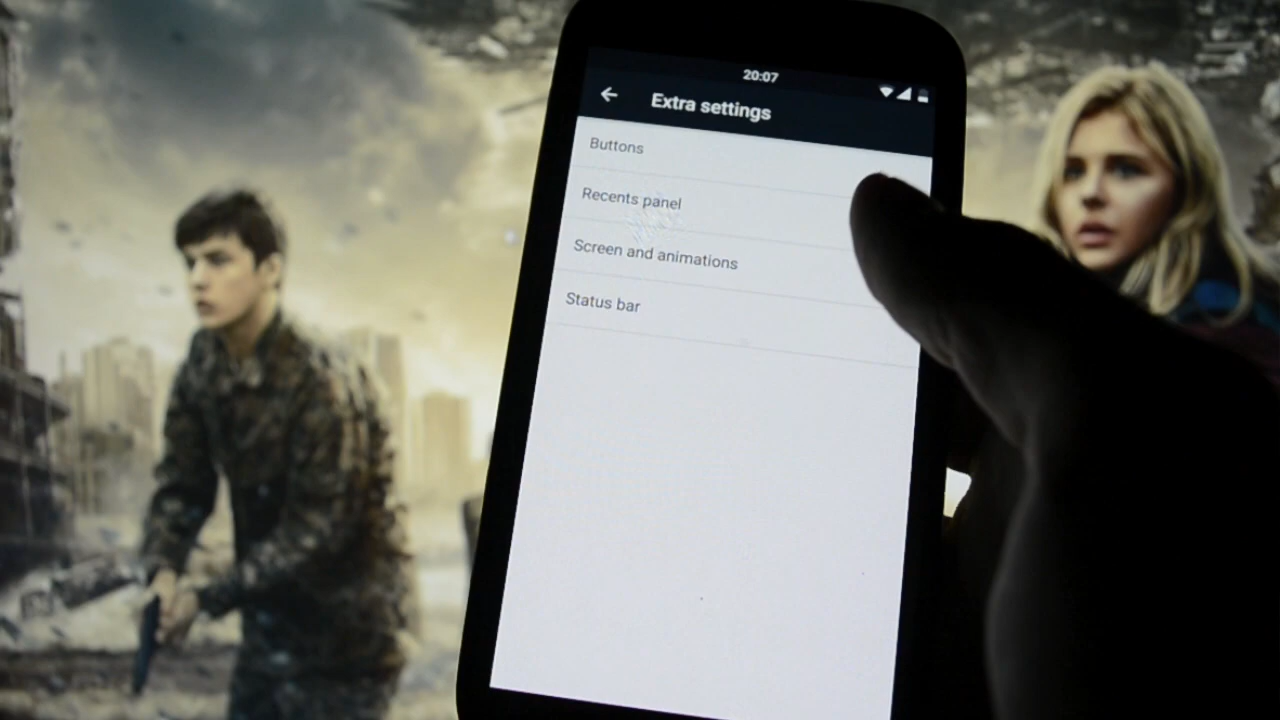 20:07
Extra settings
Buttons
Recents panel
Screen and animations
Status bar